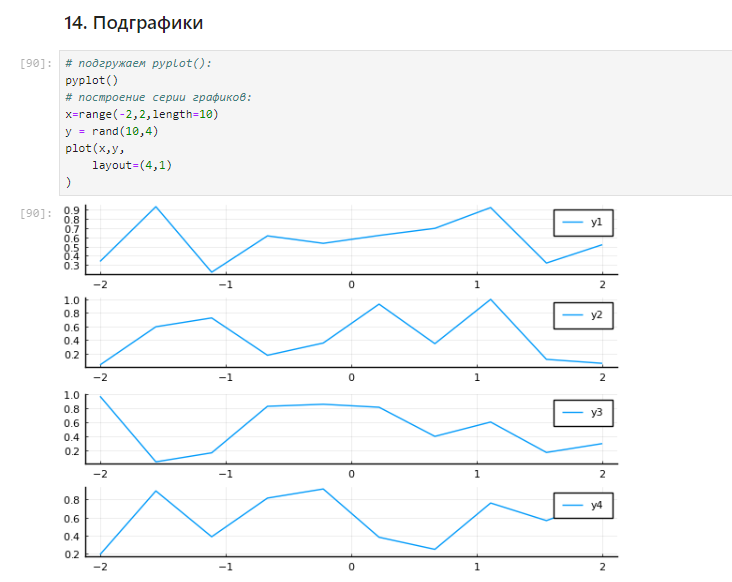 14. Подграфики
[90]: # подгружаем pyplot():
pyplot()
# построение серии графиков:
x=range(-2,2,length=10)
y = rand(10,4)
plot(x,y,
layout=(4,1)
)
[90]:
0.9
0.8
0.7
0.6
0.5
0.4
0.3
y1
−2 −1 0 1 2
1.0
0.8
0.6
0.4
0.2
y2
−2 −1 0 1 2
1.0
0.8
0.6
0.4
0.2
y3
−2 −1 0 1 2
0.8
0.6
0.4
0.2
y4
−2 −1 0 1 2